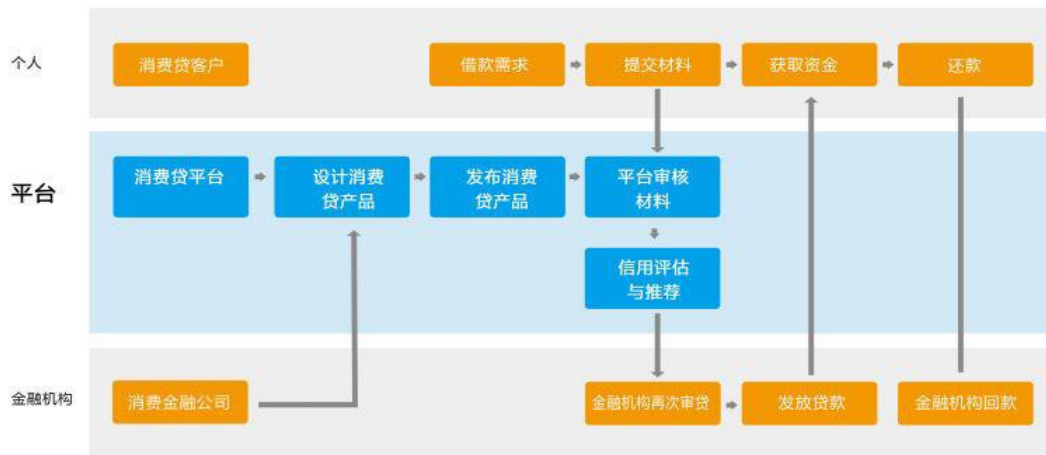 个人
消费贷客户
借款需求
提交材料
获取资金
还款
平台
消费贷平台
设计消费
贷产品
发布消费
贷产品
平台审核
材料
信用评估
与推荐
金融机构
消费金融公司
金融机构再次审贷
发放贷款
金融机构回款